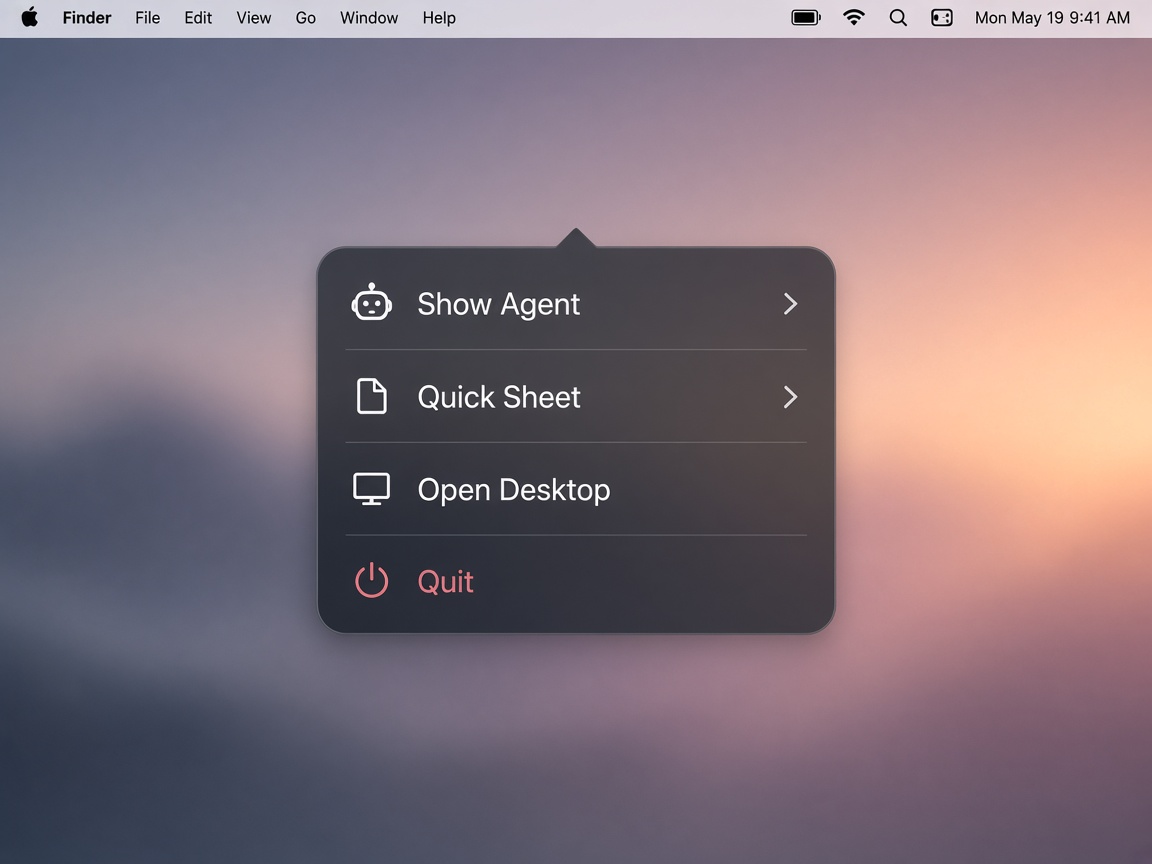 Finder File Edit View Go Window Help Mon May 19 9:41 AM
Show Agent
Quick Sheet
Open Desktop
Quit